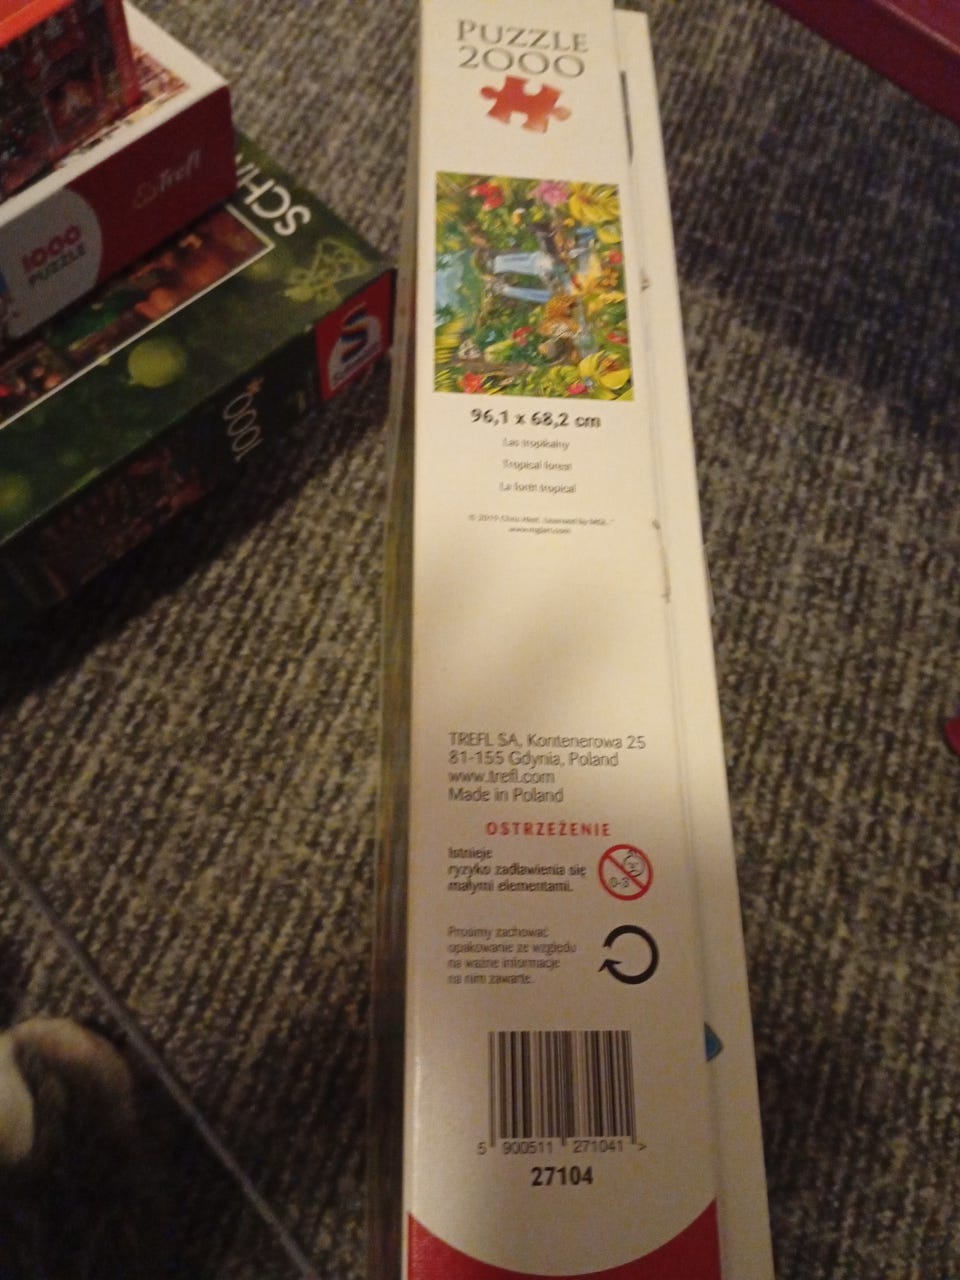 PUZZLE
2000
96,1 x 68,2 cm
Las tropikalny
Tropical forest
La forêt tropical
TREFL SA, Kontenerowa 25
81-155 Gdynia, Poland
www.trefl.com
Made in Poland
OSTRZEŻENIE
Istnieje
ryzyko zadławienia się
małymi elementami.
0-3
Prosimy zachować
opakowanie ze względu
na ważne informacje
na nim zawarte.
5 900511 271041 >
27104
Trefl
1000
PUZZLE
SCH
S
1000